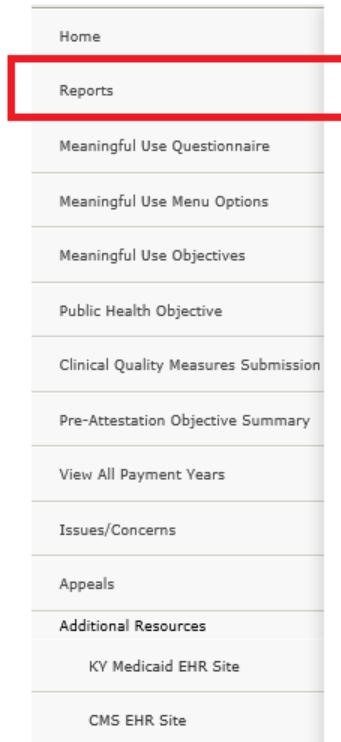 Home
Reports
Meaningful Use Questionnaire
Meaningful Use Menu Options
Meaningful Use Objectives
Public Health Objective
Clinical Quality Measures Submission
Pre-Attestation Objective Summary
View All Payment Years
Issues/Concerns
Appeals
Additional Resources
KY Medicaid EHR Site
CMS EHR Site